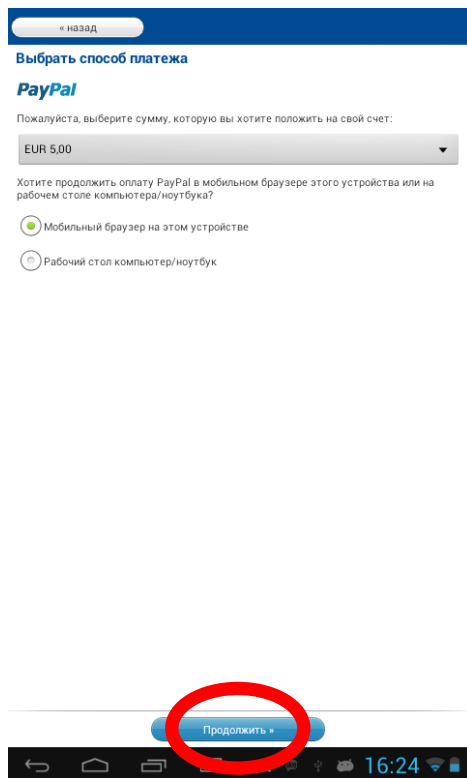 « назад
Выбрать способ платежа
PayPal
Пожалуйста, выберите сумму, которую вы хотите положить на свой счет:
EUR 5,00
Хотите продолжить оплату PayPal в мобильном браузере этого устройства или на
рабочем столе компьютера/ноутбука?
Мобильный браузер на этом устройстве
Рабочий стол компьютер/ноутбук
Продолжить »
16:24